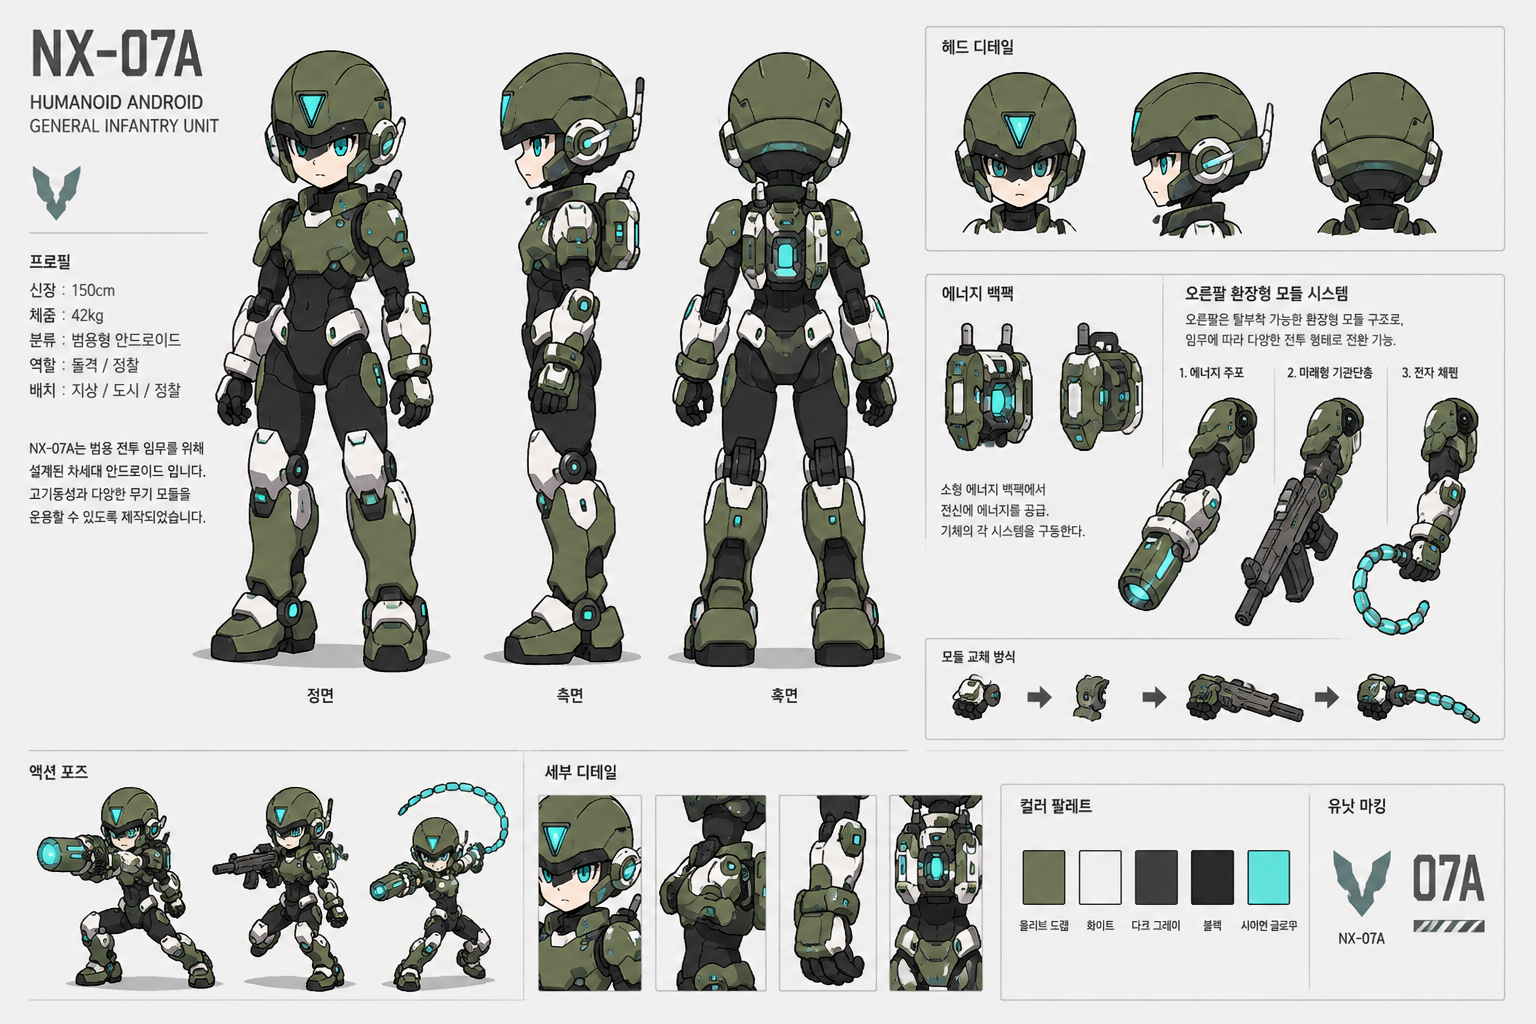 NX-07A
HUMANOID ANDROID
GENERAL INFANTRY UNIT
프로필
신장 : 150cm
체줌 : 42kg
분류 : 범용형 안드로이드
역할 : 돌격 / 정찰
배치 : 지상 / 도시 / 정찰
NX-07A는 범용 전투 임무를 위해
설계된 차세대 안드로이드 입니다.
고기동성과 다양한 무기 모듈을
운용할 수 있도록 제작되었습니다.
정면
측면
혹면
헤드 디테일
에너지 백팩
소형 에너지 백팩에서
전신에 에너지를 공급.
기체의 각 시스템을 구동한다.
오른팔 환장형 모듈 시스템
오른팔은 탈부착 가능한 환장형 모듈 구조로,
임무에 따라 다양한 전투 형태로 전환 가능.
1. 에너지 주포
2. 미래형 기관단총
3. 전자 채찍
모듈 교체 방식
액션 포즈
세부 디테일
컬러 팔레트
올리브 드랩
화이트
다크 그레이
블랙
시아먼 글로우
유닛 마킹
07A
NX-07A